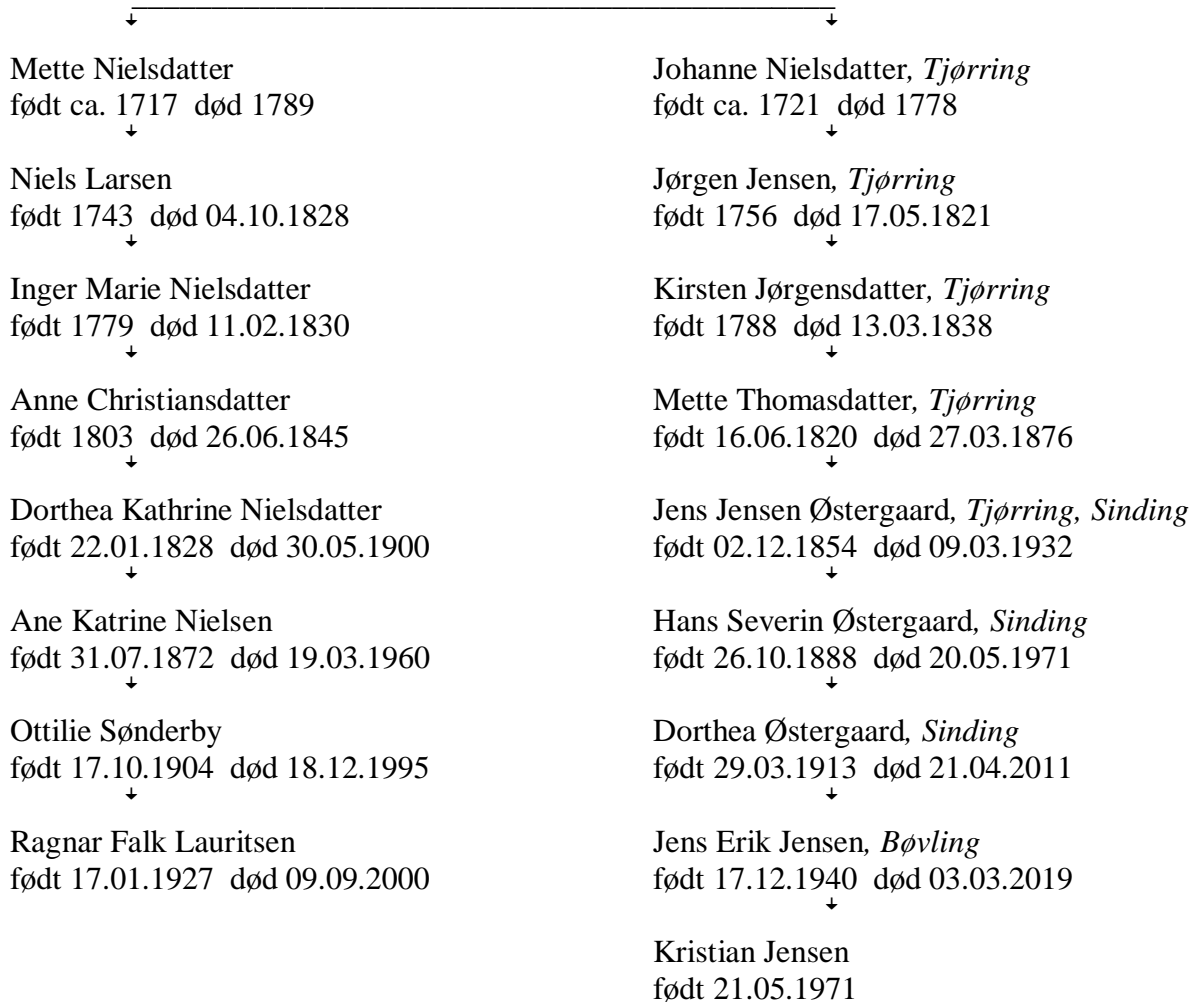 Mette Nielsdatter
født ca. 1717 død 1789
Niels Larsen
født 1743 død 04.10.1828
Inger Marie Nielsdatter
født 1779 død 11.02.1830
Anne Christiansdatter
født 1803 død 26.06.1845
Dorthea Kathrine Nielsdatter
født 22.01.1828 død 30.05.1900
Ane Katrine Nielsen
født 31.07.1872 død 19.03.1960
Ottilie Sønderby
født 17.10.1904 død 18.12.1995
Ragnar Falk Lauritsen
født 17.01.1927 død 09.09.2000
Johanne Nielsdatter, Tjørring
født ca. 1721 død 1778
Jørgen Jensen, Tjørring
født 1756 død 17.05.1821
Kirsten Jørgensdatter, Tjørring
født 1788 død 13.03.1838
Mette Thomasdatter, Tjørring
født 16.06.1820 død 27.03.1876
Jens Jensen Østergaard, Tjørring, Sinding
født 02.12.1854 død 09.03.1932
Hans Severin Østergaard, Sinding
født 26.10.1888 død 20.05.1971
Dorthea Østergaard, Sinding
født 29.03.1913 død 21.04.2011
Jens Erik Jensen, Bøvling
født 17.12.1940 død 03.03.2019
Kristian Jensen
født 21.05.1971